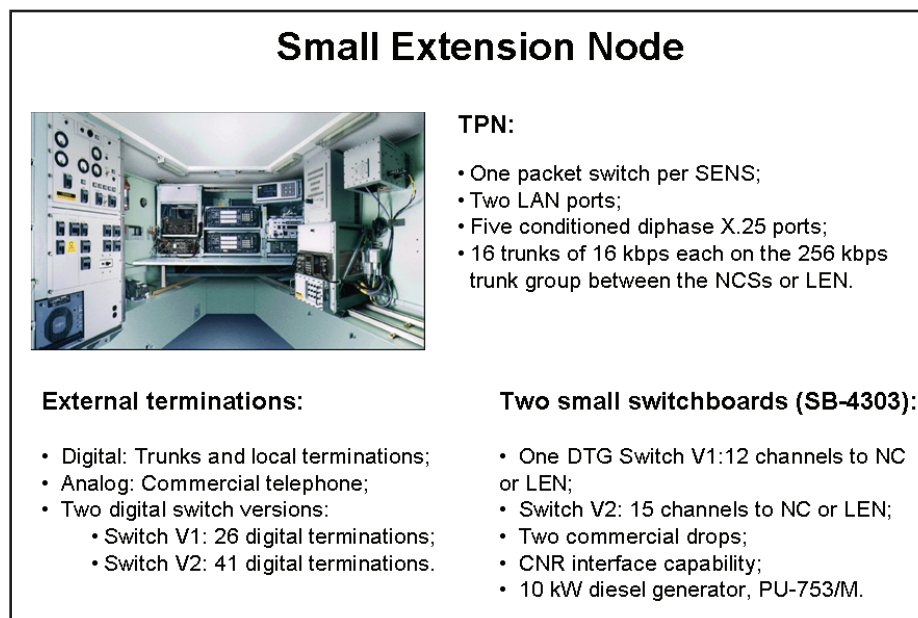 Small Extension Node
TPN:
• One packet switch per SENS;
• Two LAN ports;
• Five conditioned diphase X.25 ports;
• 16 trunks of 16 kbps each on the 256 kbps
trunk group between the NCSs or LEN.
External terminations:
• Digital: Trunks and local terminations;
• Analog: Commercial telephone;
• Two digital switch versions:
• Switch V1: 26 digital terminations;
• Switch V2: 41 digital terminations.
Two small switchboards (SB-4303):
• One DTG Switch V1:12 channels to NC
or LEN;
• Switch V2: 15 channels to NC or LEN;
• Two commercial drops;
• CNR interface capability;
• 10 kW diesel generator, PU-753/M.